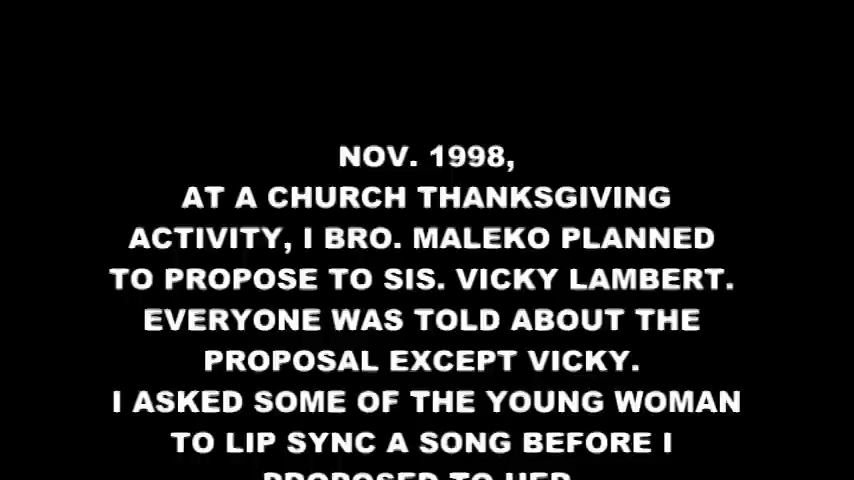 NOV. 1998,
AT A CHURCH THANKSGIVING
ACTIVITY, I BRO. MALEKO PLANNED
TO PROPOSE TO SIS. VICKY LAMBERT.
EVERYONE WAS TOLD ABOUT THE
PROPOSAL EXCEPT VICKY.
I ASKED SOME OF THE YOUNG WOMAN
TO LIP SYNC A SONG BEFORE I
PROPOSED TO HER